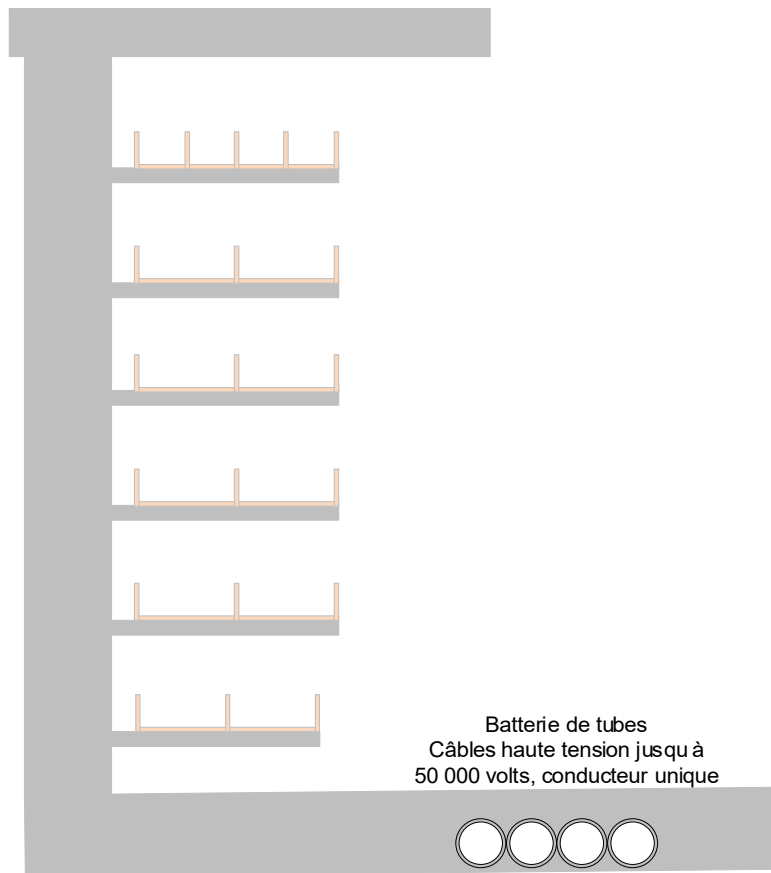 Batterie de tubes
Câbles haute tension jusqu à
50 000 volts, conducteur unique